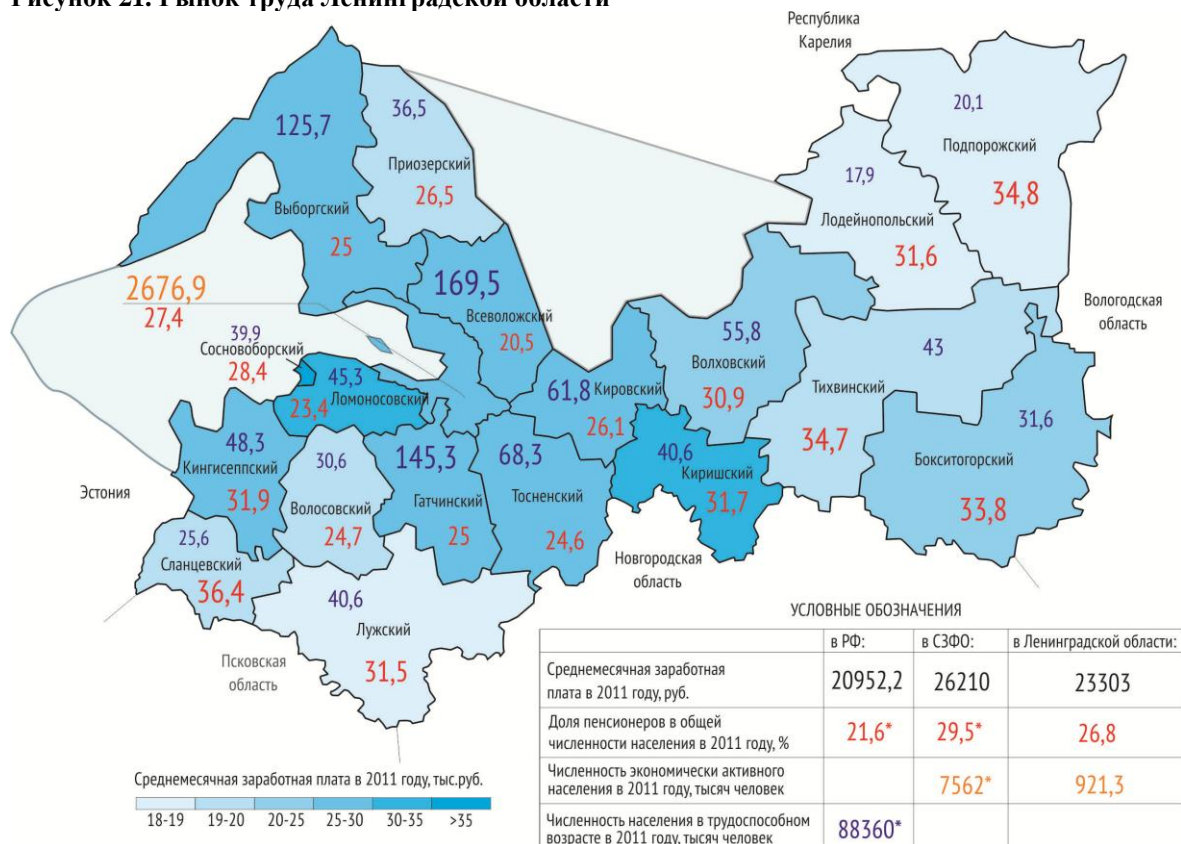 Рисунок 21. Рынок труда Ленинградской области
Республика
Карелия
125,7
Выборгский
25
36,5
Приозерский
26,5
20,1
Подпорожский
34,8
17,9
Лодейнопольский
31,6
2676,9
27,4
39,9
Сосновоборский
28,4
169,5
Всеволожский
20,5
Вологодская
область
45,3
Ломоносовский
23,4
61,8
Кировский
26,1
55,8
Волховский
30,9
43
Тихвинский
34,7
31,6
Бокситогорский
33,8
Эстония
48,3
Кингисеппский
31,9
30,6
Волосовский
24,7
145,3
Гатчинский
25
68,3
Тосненский
24,6
40,6
Киришский
31,7
25,6
Сланцевский
36,4
40,6
Лужский
31,5
Новгородская
область
Псковская
область
Среднемесячная заработная плата в 2011 году, тыс.руб.
18-19 19-20 20-25 25-30 30-35 >35
УСЛОВНЫЕ ОБОЗНАЧЕНИЯ
в РФ: в СЗФО: в Ленинградской области:
Среднемесячная заработная
плата в 2011 году, руб. 20952,2 26210 23303
Доля пенсионеров в общей
численности населения в 2011 году, % 21,6* 29,5* 26,8
Численность экономически активного
населения в 2011 году, тысяч человек 7562* 921,3
Численность населения в трудоспособном
возрасте в 2011 году, тысяч человек 88360*